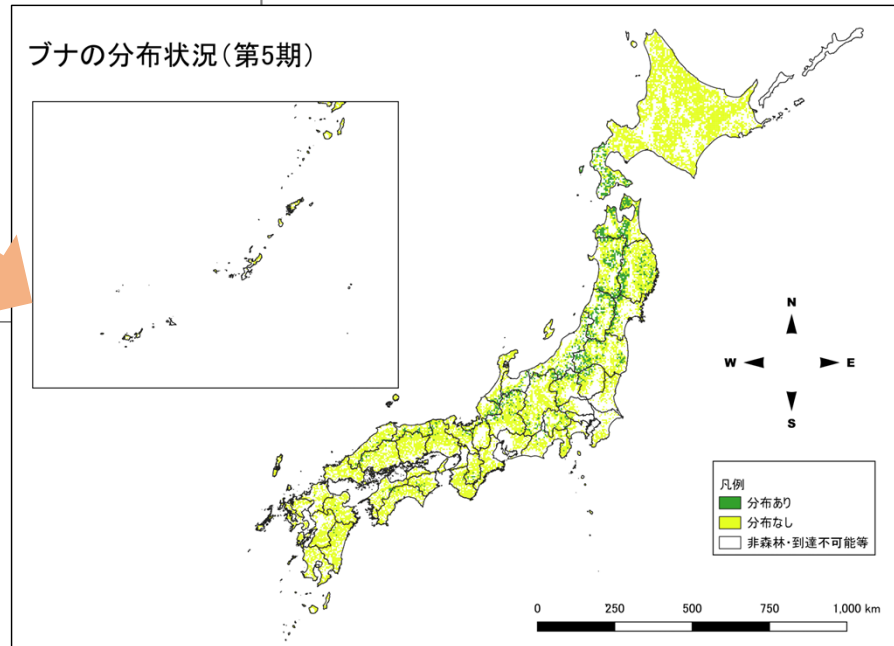 ブナの分布状況(第5期)
N
W
E
S
凡例
分布あり
分布なし
非森林・到達不可能等
0 250 500 750 1,000 km